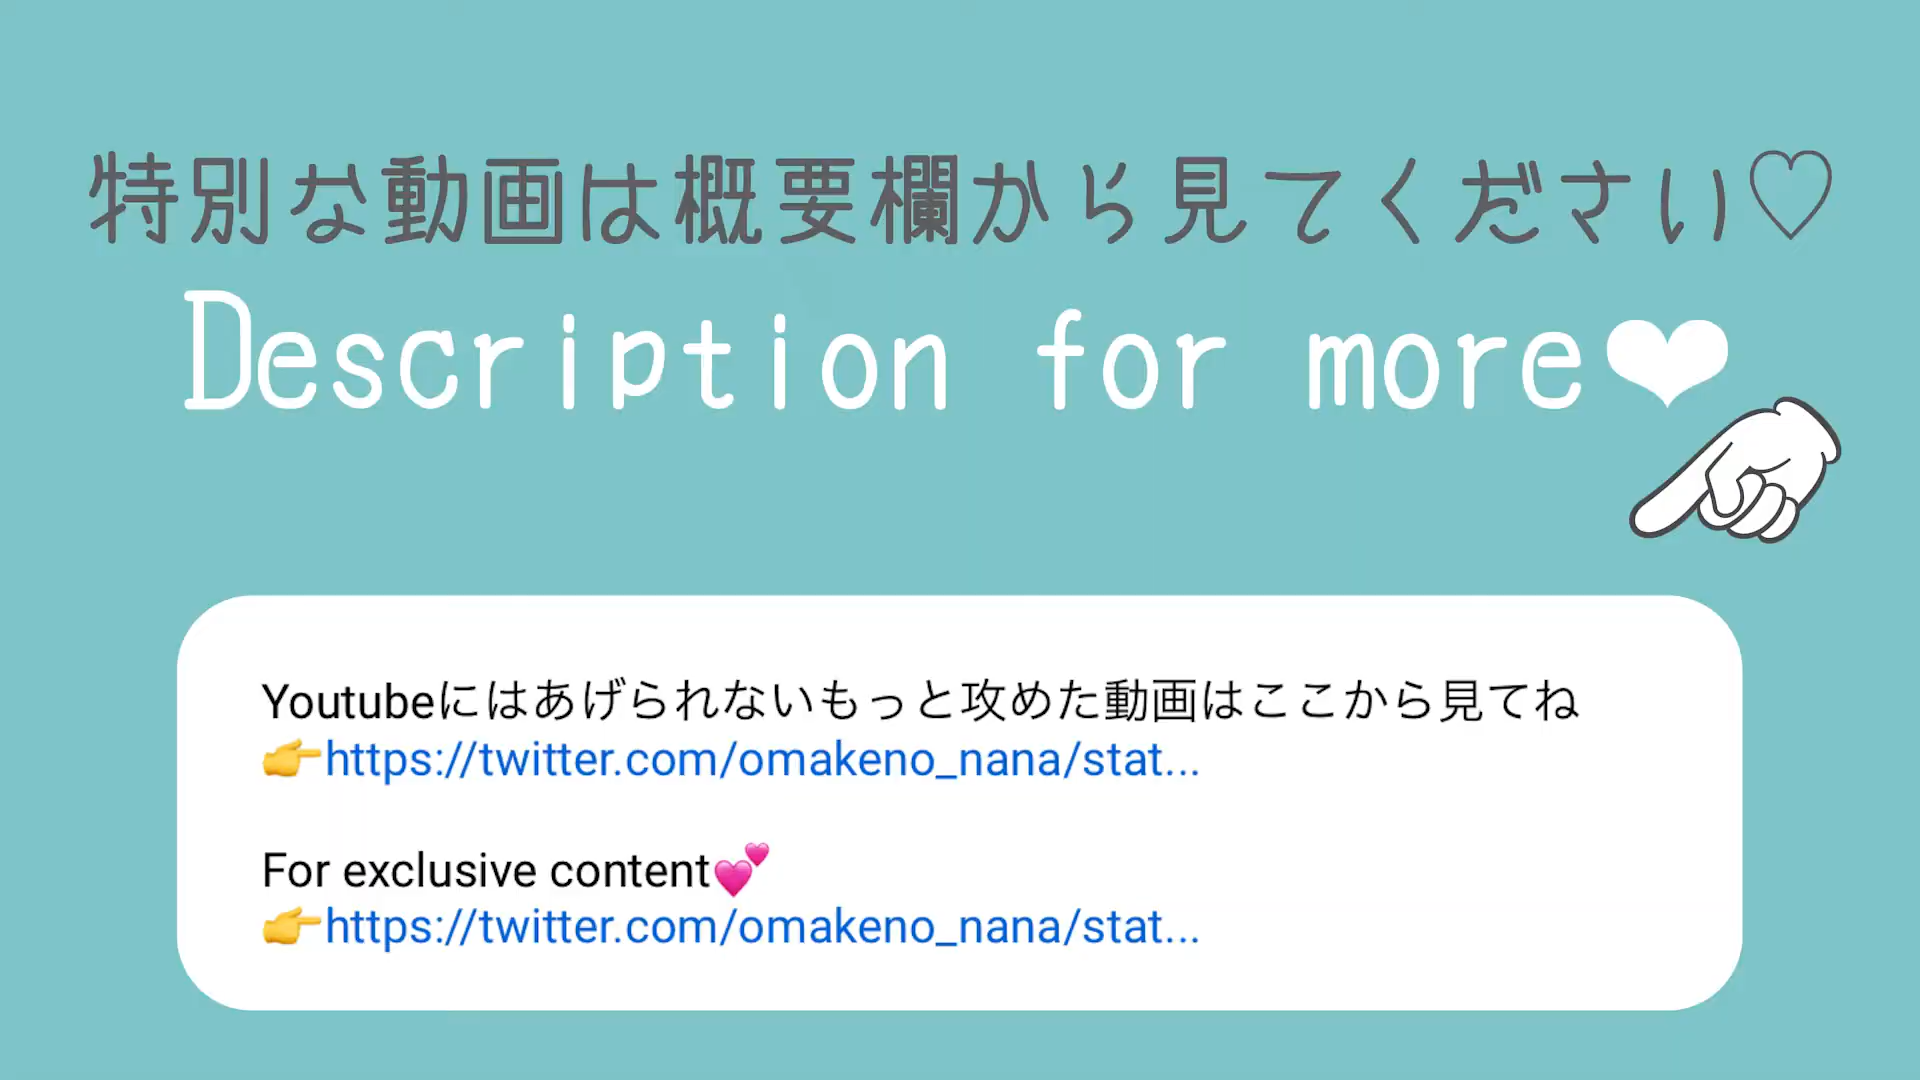 特別な動画は概要欄から見てください♡
Description for more❤
Youtubeにはあげられないもっと攻めた動画はここから見てね
👉https://twitter.com/omakeno_nana/stat...
For exclusive content💕
👉https://twitter.com/omakeno_nana/stat...